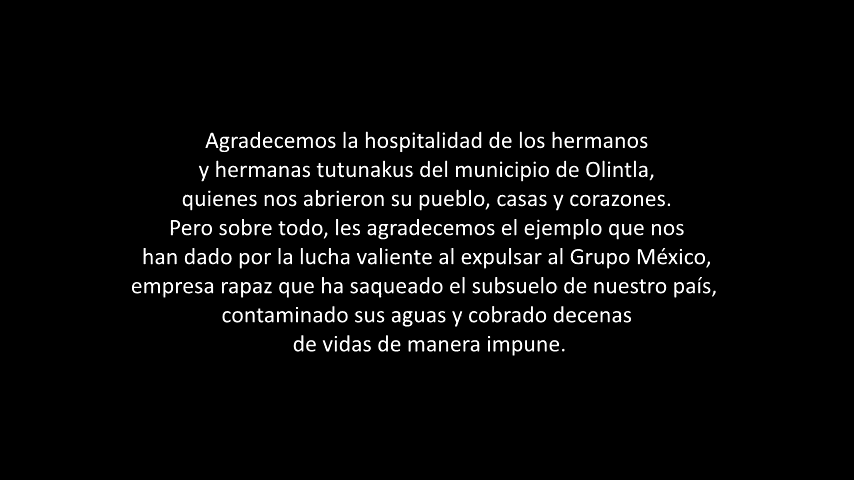 Agradecemos la hospitalidad de los hermanos
y hermanas tutunakus del municipio de Olintla,
quienes nos abrieron su pueblo, casas y corazones.
Pero sobre todo, les agradecemos el ejemplo que nos
han dado por la lucha valiente al expulsar al Grupo México,
empresa rapaz que ha saqueado el subsuelo de nuestro país,
contaminado sus aguas y cobrado decenas
de vidas de manera impune.